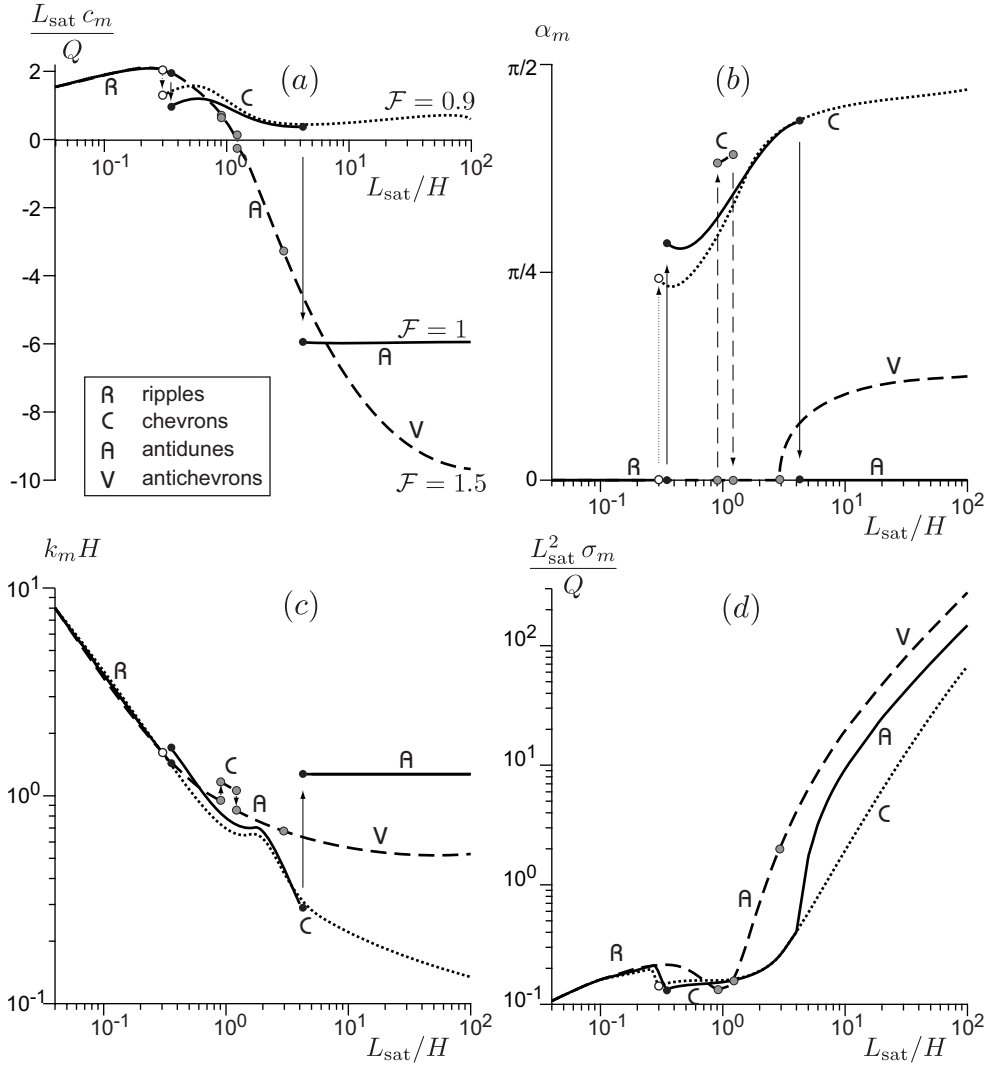 L_sat c_m
Q
(a)
2
R
C
F = 0.9
0
10^-1
10^0
10^1
10^2
L_sat/H
-2
A
-4
-6
F = 1
A
-8
V
-10
F = 1.5
R ripples
C chevrons
A antidunes
V antichevrons
α_m
π/2
(b)
C
C
π/4
V
R
A
0
10^-1
10^0
10^1
10^2
L_sat/H
k_m H
10^1
(c)
R
C
A
A
10^0
V
C
10^-1
10^-1
10^0
10^1
10^2
L_sat/H
L^2_sat σ_m
Q
(d)
10^2
V
A
10^1
C
10^0
A
R
C
10^-1
10^-1
10^0
10^1
10^2
L_sat/H